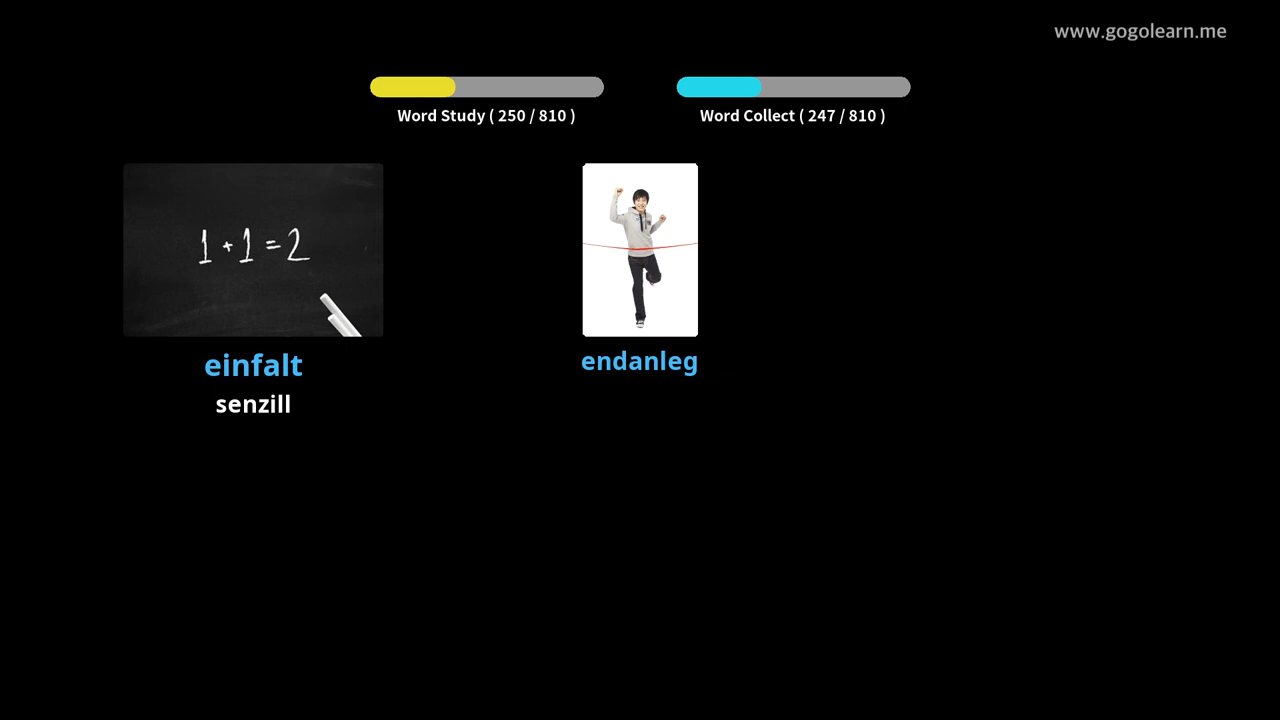 www.gogolearn.me
Word Study ( 250 / 810 )
Word Collect ( 247 / 810 )
1 + 1 = 2
einfalt
senzill
endanleg